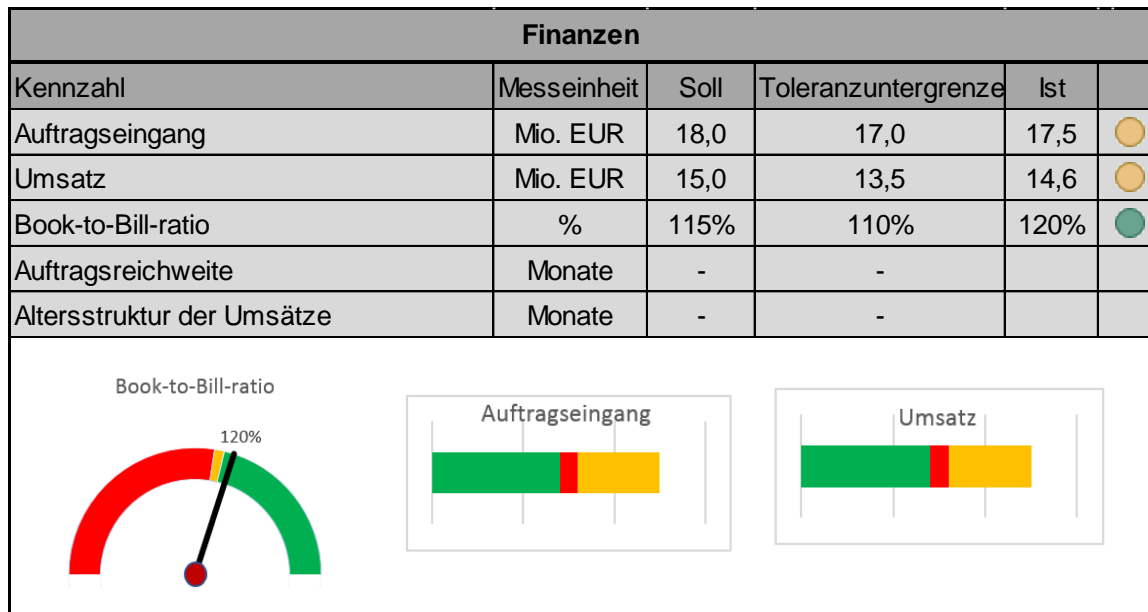 Finanzen
Kennzahl Messeinheit Soll Toleranzuntergrenze Ist
Auftragseingang Mio. EUR 18,0 17,0 17,5
Umsatz Mio. EUR 15,0 13,5 14,6
Book-to-Bill-ratio % 115% 110% 120%
Auftragsreichweite Monate - -
Altersstruktur der Umsätze Monate - -
Book-to-Bill-ratio
120%
Auftragseingang
Umsatz